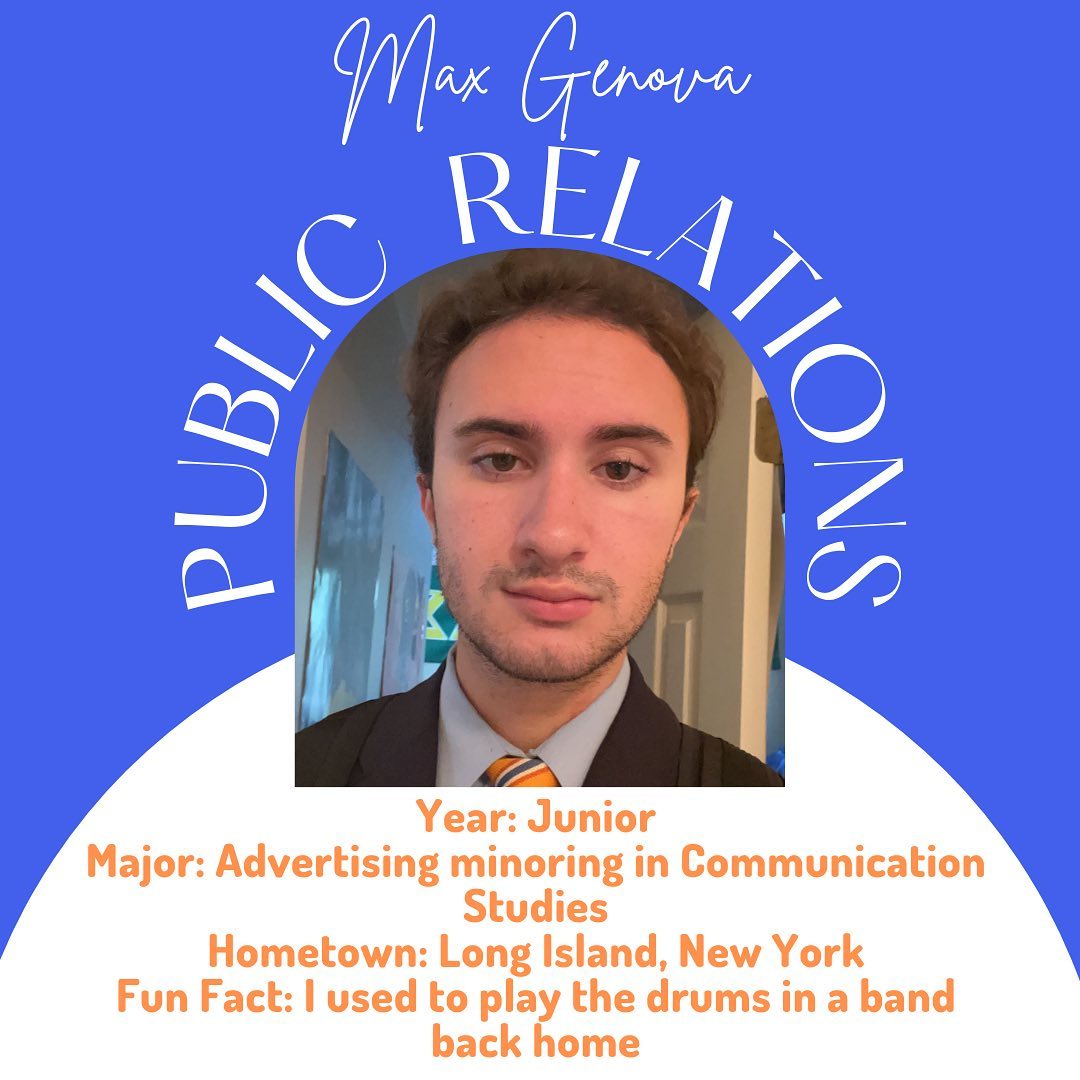 Max Genova
PUBLIC RELATIONS
Year: Junior
Major: Advertising minoring in Communication
Studies
Hometown: Long Island, New York
Fun Fact: I used to play the drums in a band
back home